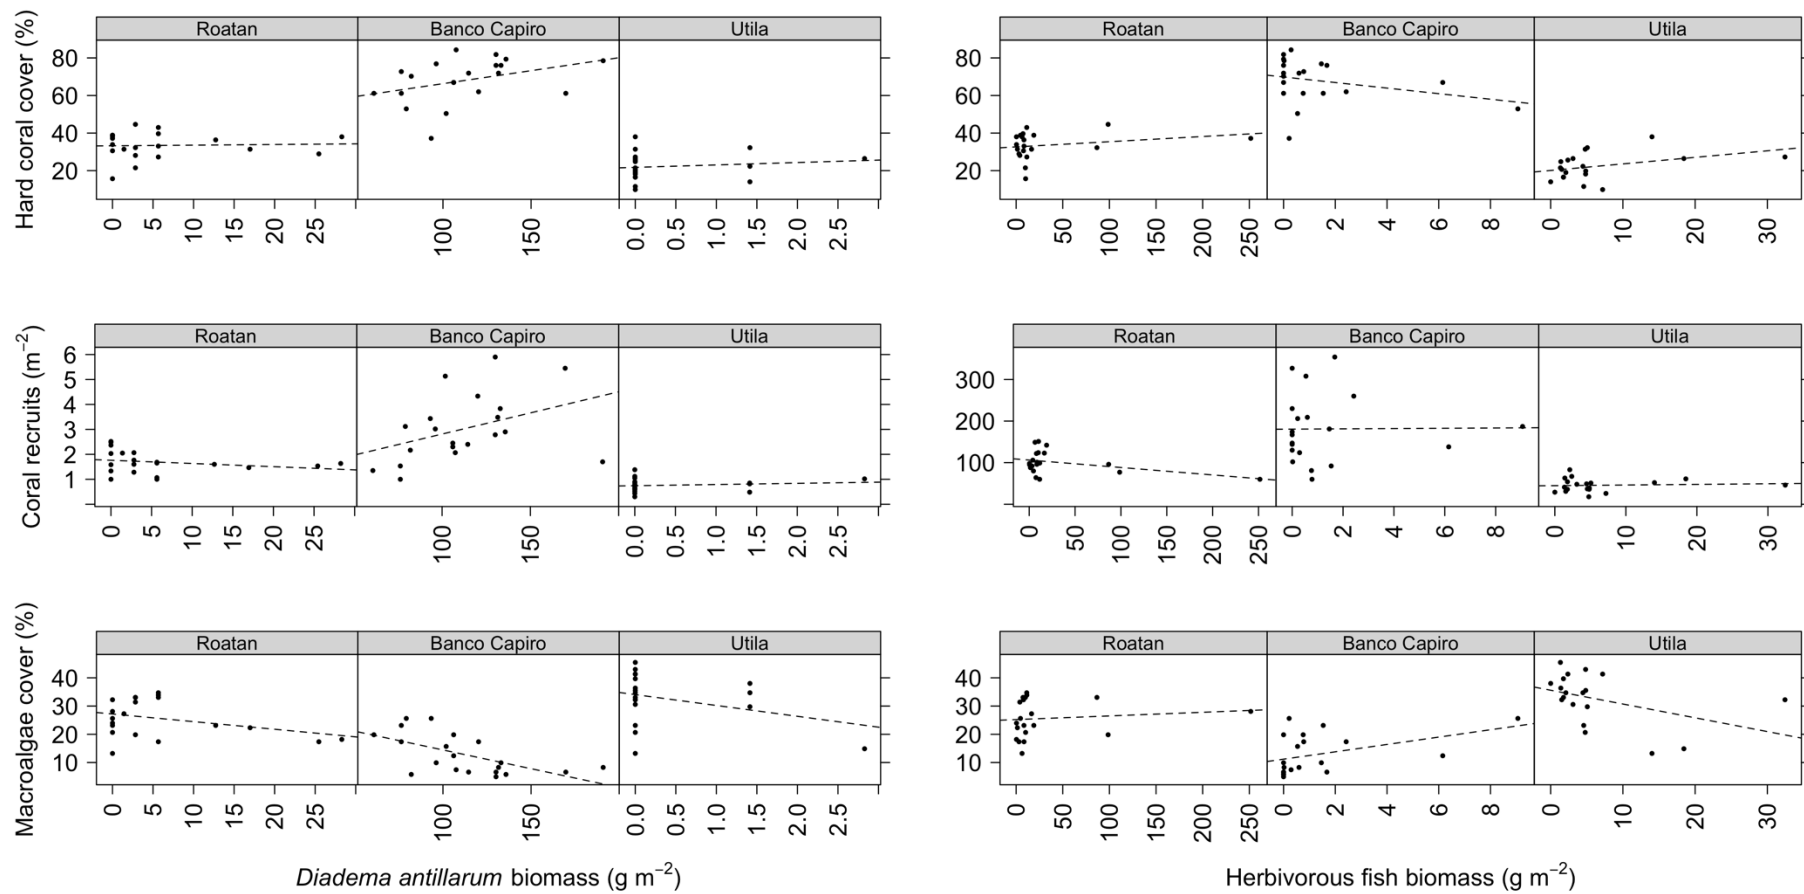 Hard coral cover (%)
Roatan Banco Capiro Utila
80
60
40
20
0 5 10 15 20 25 100 150 0.0 0.5 1.0 1.5 2.0 2.5
Roatan Banco Capiro Utila
80
60
40
20
0 50 100 150 200 250 0 2 4 6 8 0 10 20 30
Coral recruits (m⁻²)
Roatan Banco Capiro Utila
6
5
4
3
2
1
0 5 10 15 20 25 100 150 0.0 0.5 1.0 1.5 2.0 2.5
Roatan Banco Capiro Utila
300
200
100
0 50 100 150 200 250 0 2 4 6 8 0 10 20 30
Macroalgae cover (%)
Roatan Banco Capiro Utila
40
30
20
10
0 5 10 15 20 25 100 150 0.0 0.5 1.0 1.5 2.0 2.5
Roatan Banco Capiro Utila
40
30
20
10
0 50 100 150 200 250 0 2 4 6 8 0 10 20 30
Diadema antillarum biomass (g m⁻²)
Herbivorous fish biomass (g m⁻²)